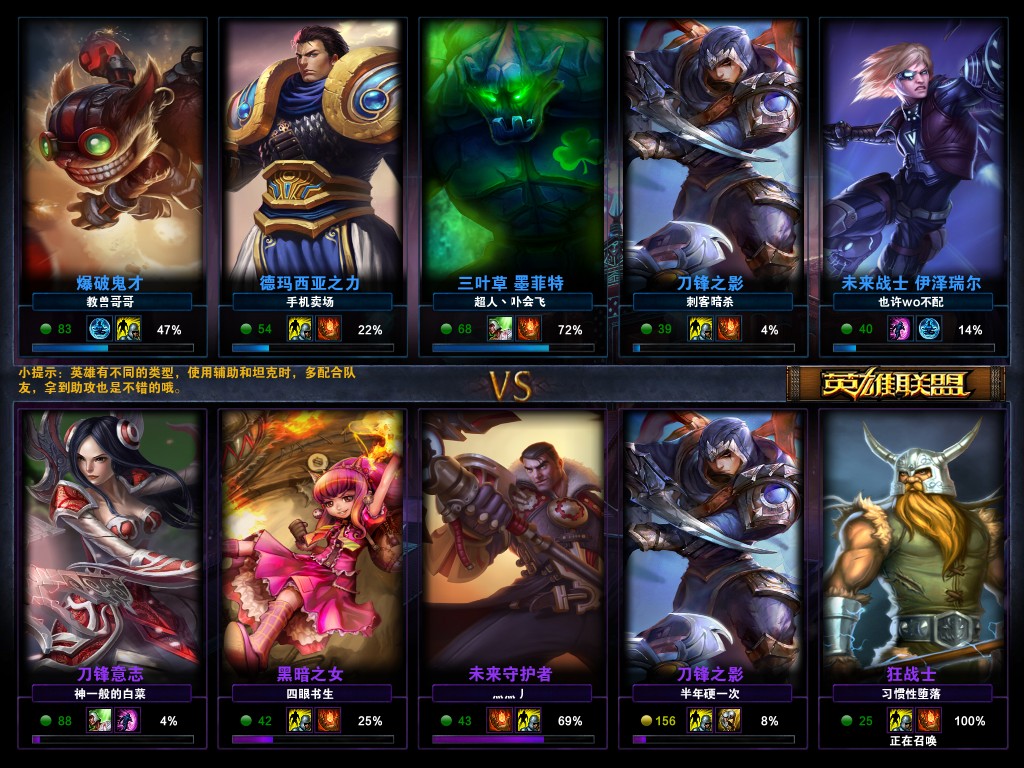 爆破鬼才
教兽哥哥
83
47%
德玛西亚之力
手机卖场
54
22%
三叶草 墨菲特
超人丶卟会飞
68
72%
刀锋之影
刺客暗杀
39
4%
未来战士 伊泽瑞尔
也许wo不配
40
14%
小提示：英雄有不同的类型，使用辅助和坦克时，多配合队
友，拿到助攻也是不错的哦。
VS
英雄联盟
刀锋意志
神一般的白菜
88
4%
黑暗之女
四眼书生
42
25%
未来守护者
43
69%
刀锋之影
半年硬一次
156
8%
狂战士
习惯性堕落
25
100%
正在召唤